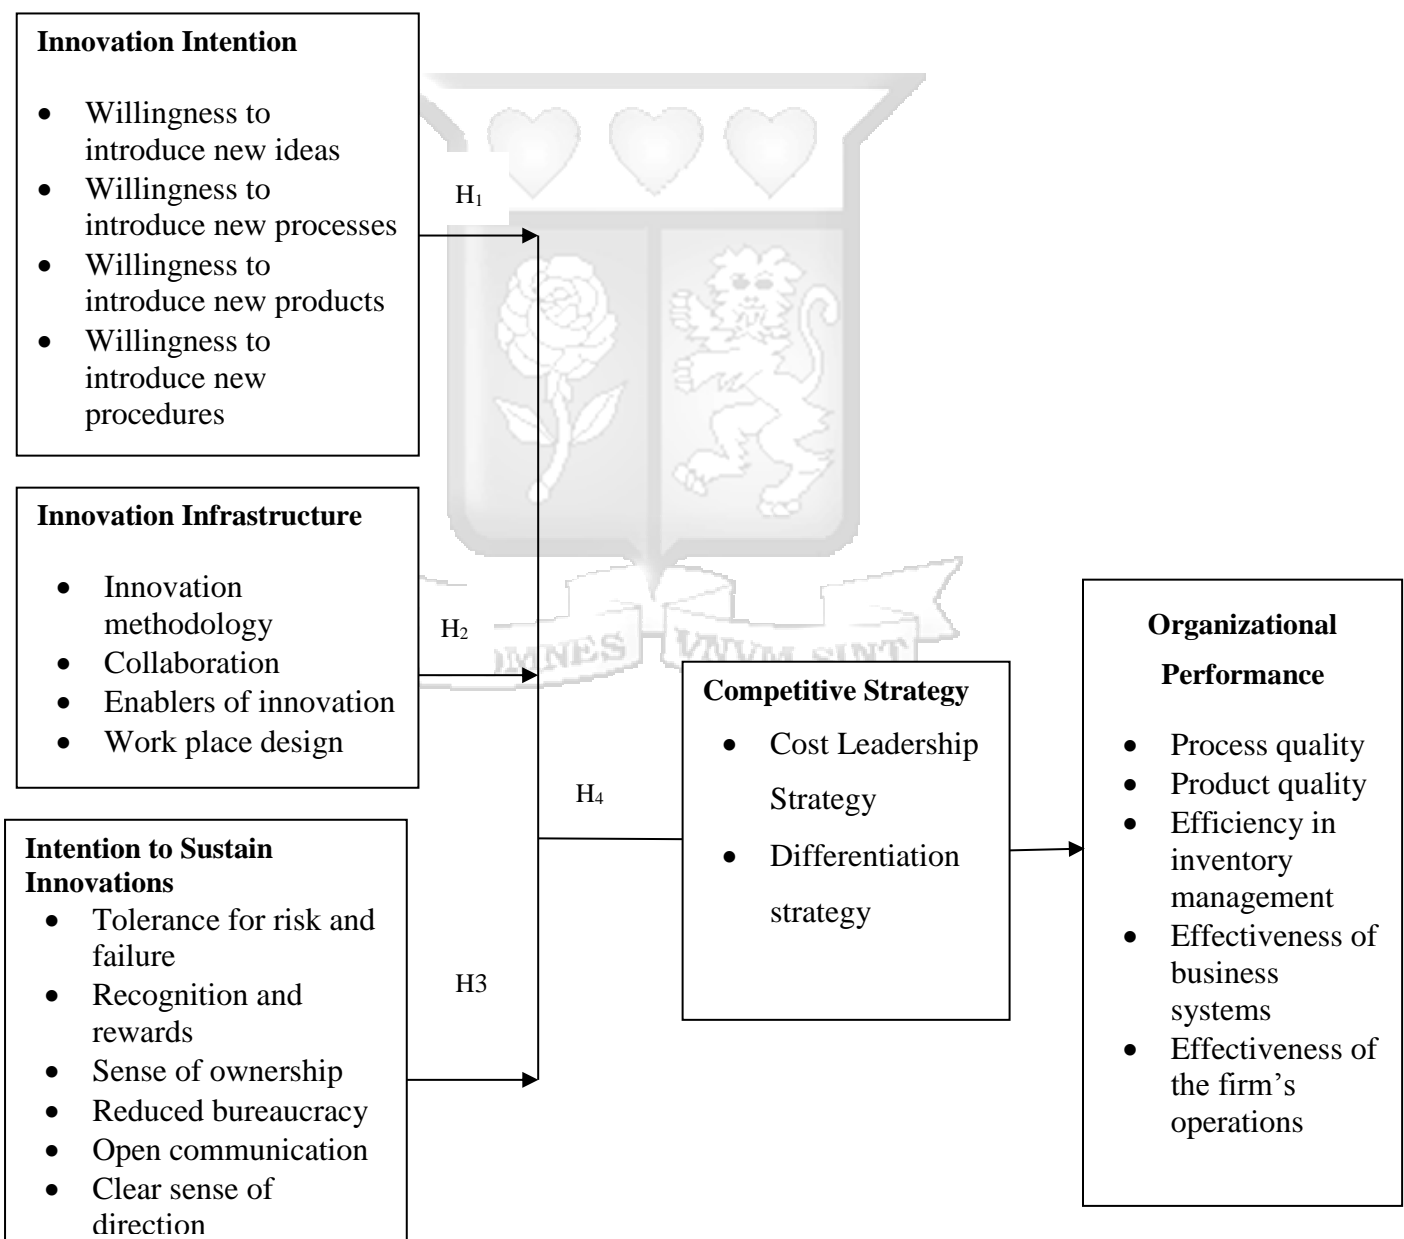 Innovation Intention
• Willingness to
introduce new ideas
• Willingness to
introduce new processes
• Willingness to
introduce new products
• Willingness to
introduce new
procedures
H1
Innovation Infrastructure
• Innovation
methodology
• Collaboration
• Enablers of innovation
• Work place design
H2
OMNES VNVM SINT
Intention to Sustain
Innovations
• Tolerance for risk and
failure
• Recognition and
rewards
• Sense of ownership
• Reduced bureaucracy
• Open communication
• Clear sense of
direction
H3
H4
Competitive Strategy
• Cost Leadership
Strategy
• Differentiation
strategy
Organizational
Performance
• Process quality
• Product quality
• Efficiency in
inventory
management
• Effectiveness of
business
systems
• Effectiveness of
the firm’s
operations